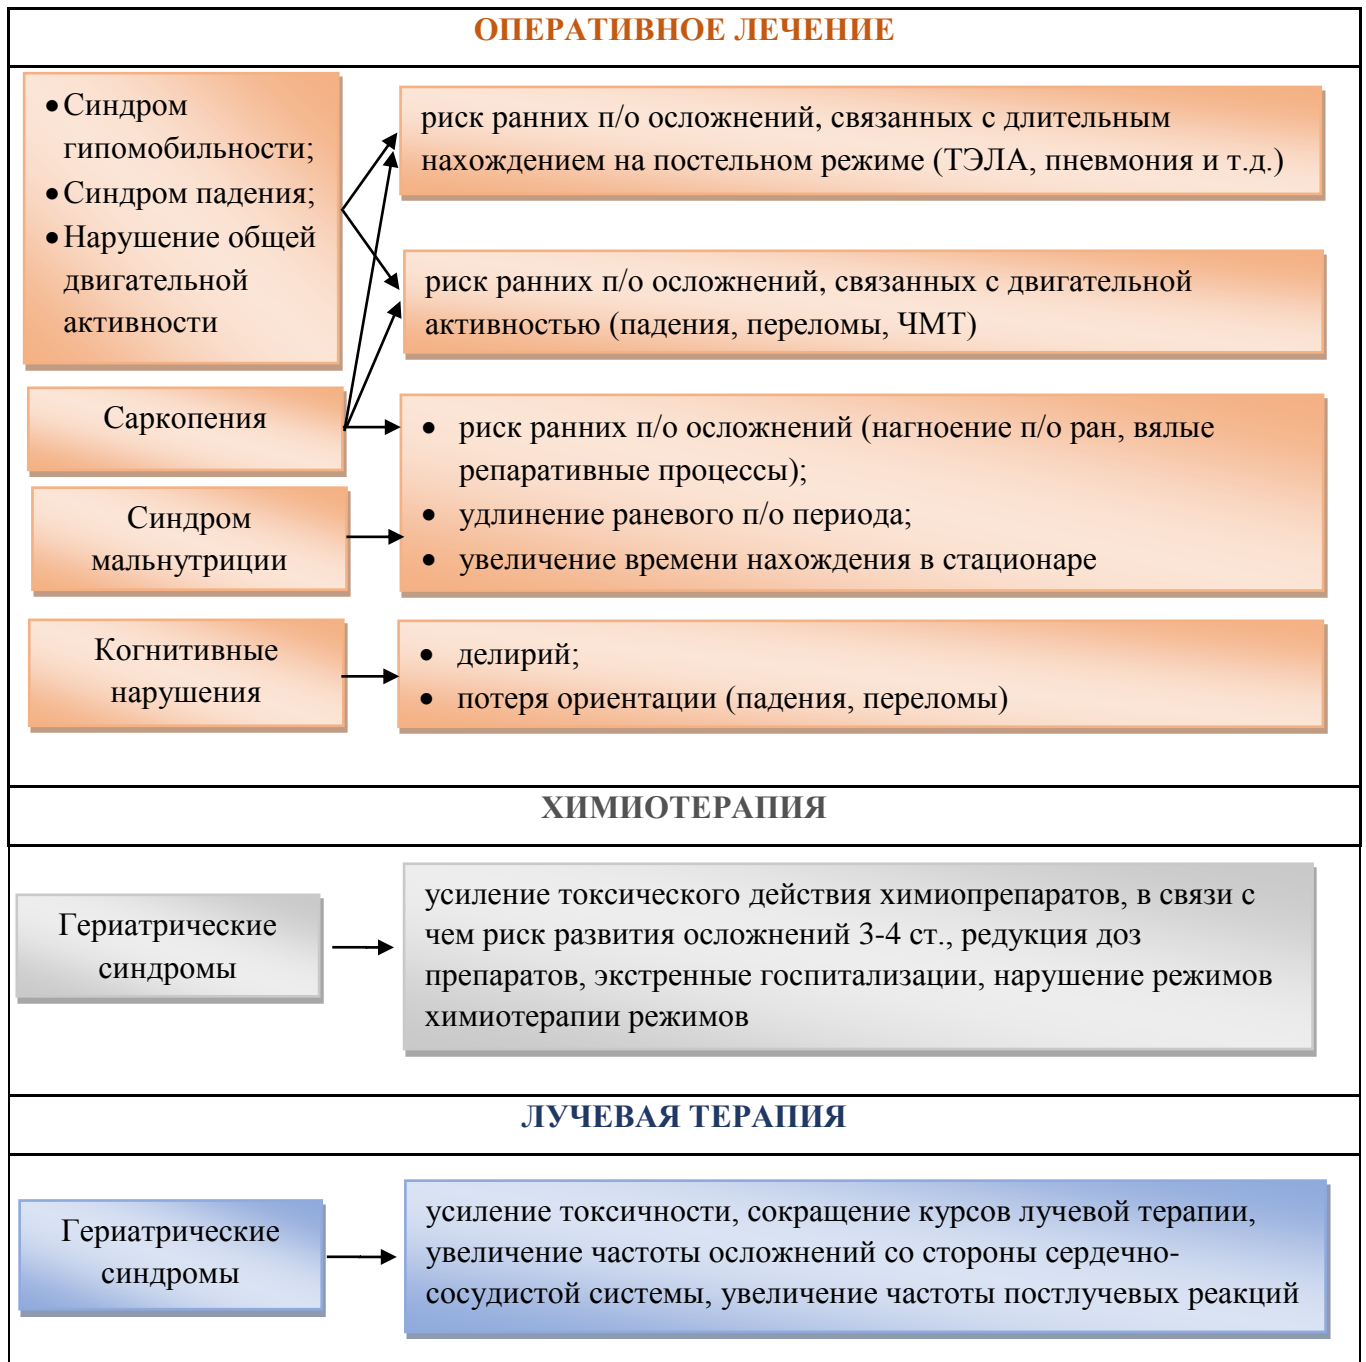 ОПЕРАТИВНОЕ ЛЕЧЕНИЕ
• Синдром
гипомобильности;
• Синдром падения;
• Нарушение общей
двигательной
активности
риск ранних п/о осложнений, связанных с длительным
нахождением на постельном режиме (ТЭЛА, пневмония и т.д.)
риск ранних п/о осложнений, связанных с двигательной
активностью (падения, переломы, ЧМТ)
Саркопения
• риск ранних п/о осложнений (нагноение п/о ран, вялые
репаративные процессы);
• удлинение раневого п/о периода;
• увеличение времени нахождения в стационаре
Синдром
мальнутриции
Когнитивные
нарушения
• делирий;
• потеря ориентации (падения, переломы)
ХИМИОТЕРАПИЯ
Гериатрические
синдромы
усиление токсического действия химиопрепаратов, в связи с
чем риск развития осложнений 3-4 ст., редукция доз
препаратов, экстренные госпитализации, нарушение режимов
химиотерапии режимов
ЛУЧЕВАЯ ТЕРАПИЯ
Гериатрические
синдромы
усиление токсичности, сокращение курсов лучевой терапии,
увеличение частоты осложнений со стороны сердечно-
сосудистой системы, увеличение частоты постлучевых реакций